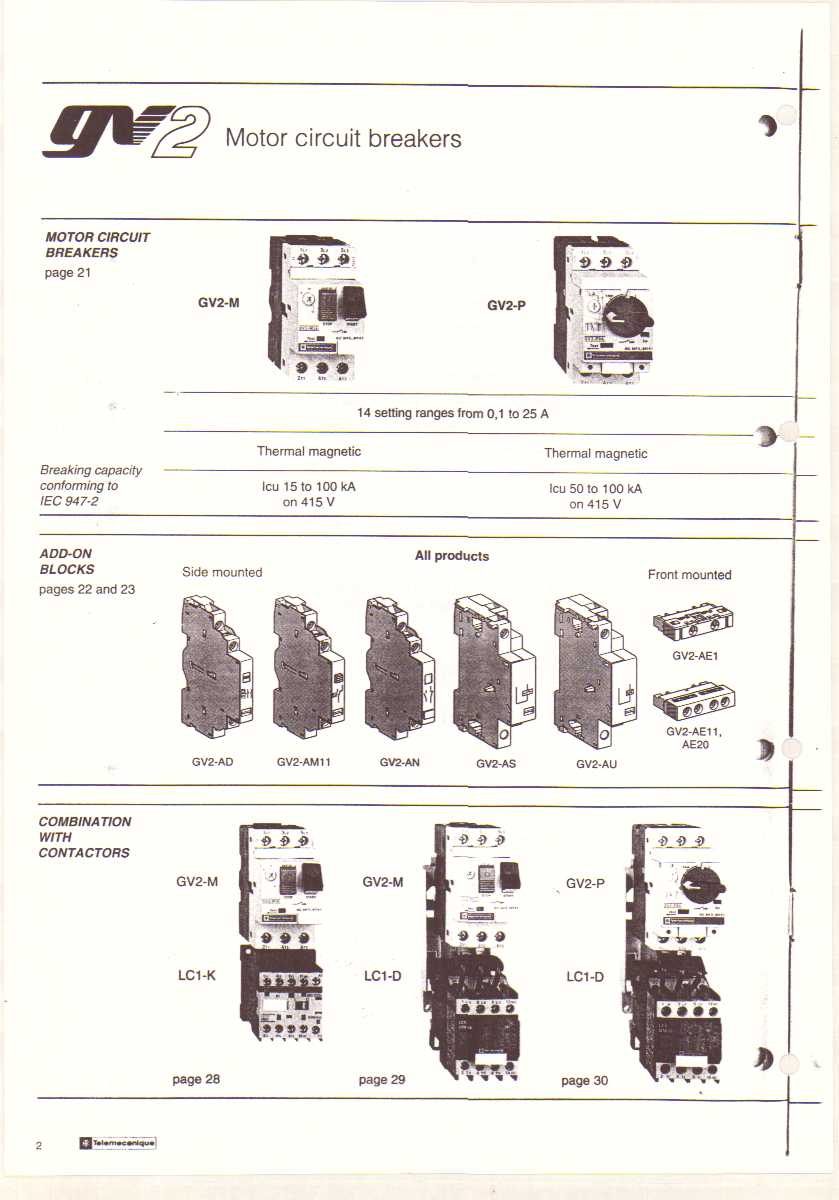 gv2 Motor circuit breakers
MOTOR CIRCUIT
BREAKERS
page 21
GV2-M
GV2-P
14 setting ranges from 0,1 to 25 A
Thermal magnetic
Thermal magnetic
Breaking capacity
conforming to
IEC 947-2
Icu 15 to 100 kA
on 415 V
Icu 50 to 100 kA
on 415 V
ADD-ON
BLOCKS
pages 22 and 23
All products
Side mounted
Front mounted
GV2-AE1
GV2-AE11,
AE20
GV2-AD
GV2-AM11
GV2-AN
GV2-AS
GV2-AU
COMBINATION
WITH
CONTACTORS
GV2-M
GV2-M
GV2-P
LC1-K
LC1-D
LC1-D
page 28
page 29
page 30
2
Telemecanique